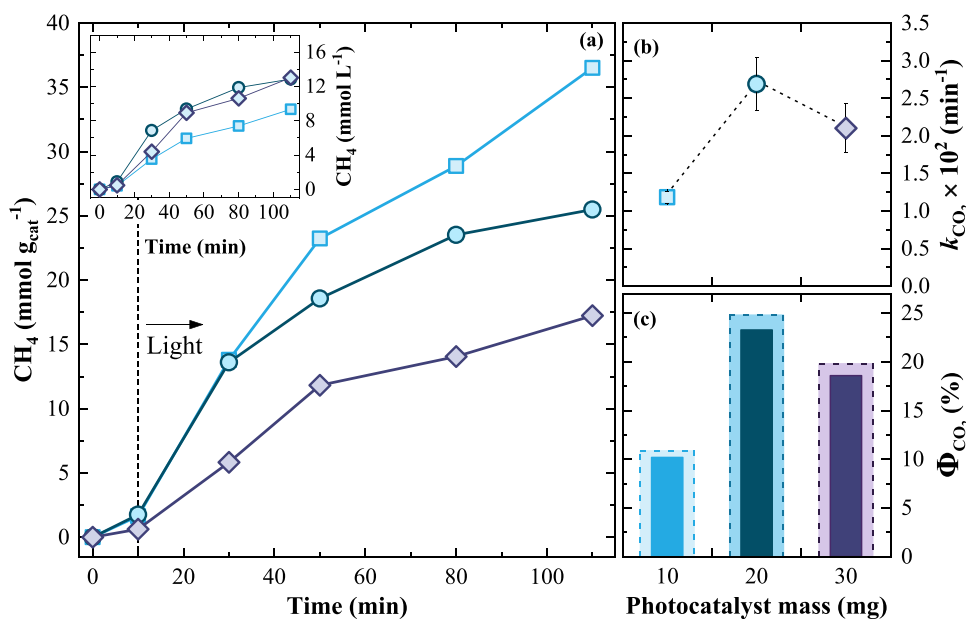 (a)
CH4 (mmol gcat-1)
40
35
30
25
20
15
10
5
0
0 20 40 60 80 100
Time (min)
Light
16
12
8
4
0
CH4 (mmol L-1)
0 20 40 60 80 100
Time (min)
(b)
3.5
3.0
2.5
2.0
1.5
1.0
0.5
0.0
kCO2 × 102 (min-1)
(c)
25
20
15
10
5
0
ΦCO2 (%)
10 20 30
Photocatalyst mass (mg)